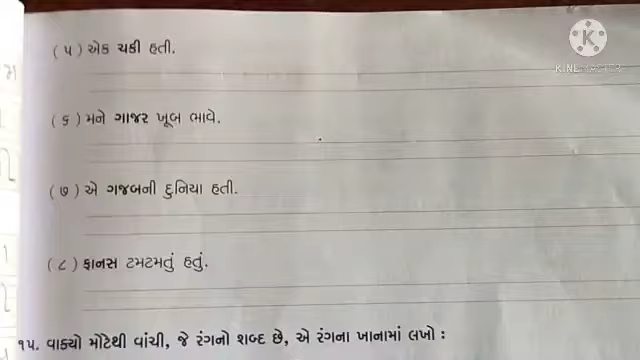 (૫) એક ચકી હતી.
(૬) મને ગાજર ખૂબ ભાવે.
(૭) એ ગજબની દુનિયા હતી.
(૮) ફાનસ ટમટમતું હતું.
૧૫. વાક્યો મોટેથી વાંચી, જે રંગનો શબ્દ છે, એ રંગના ખાનામાં લખો :
K
KINEMASTER